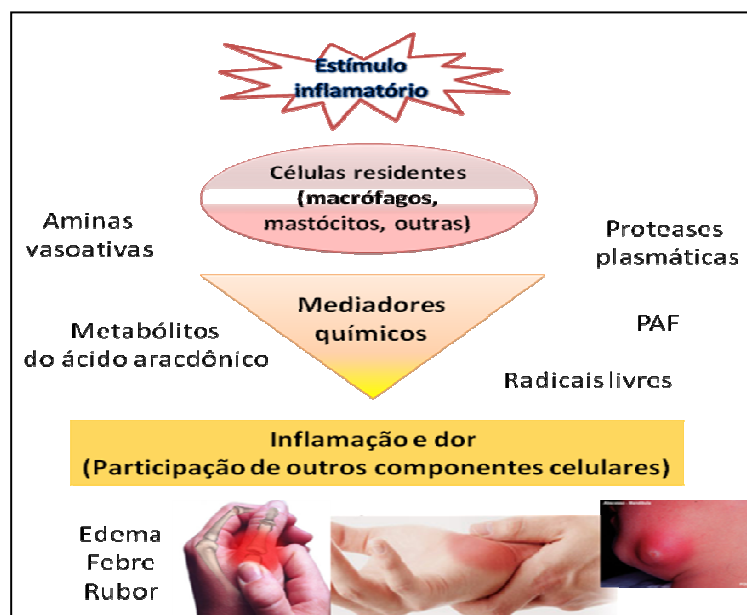 Estímulo
inflamatório
Células residentes
(macrófagos,
mastócitos, outras)
Aminas
vasoativas
Proteases
plasmáticas
Mediadores
químicos
Metabólitos
do ácido aracdônico
PAF
Radicais livres
Inflamação e dor
(Participação de outros componentes celulares)
Edema
Febre
Rubor